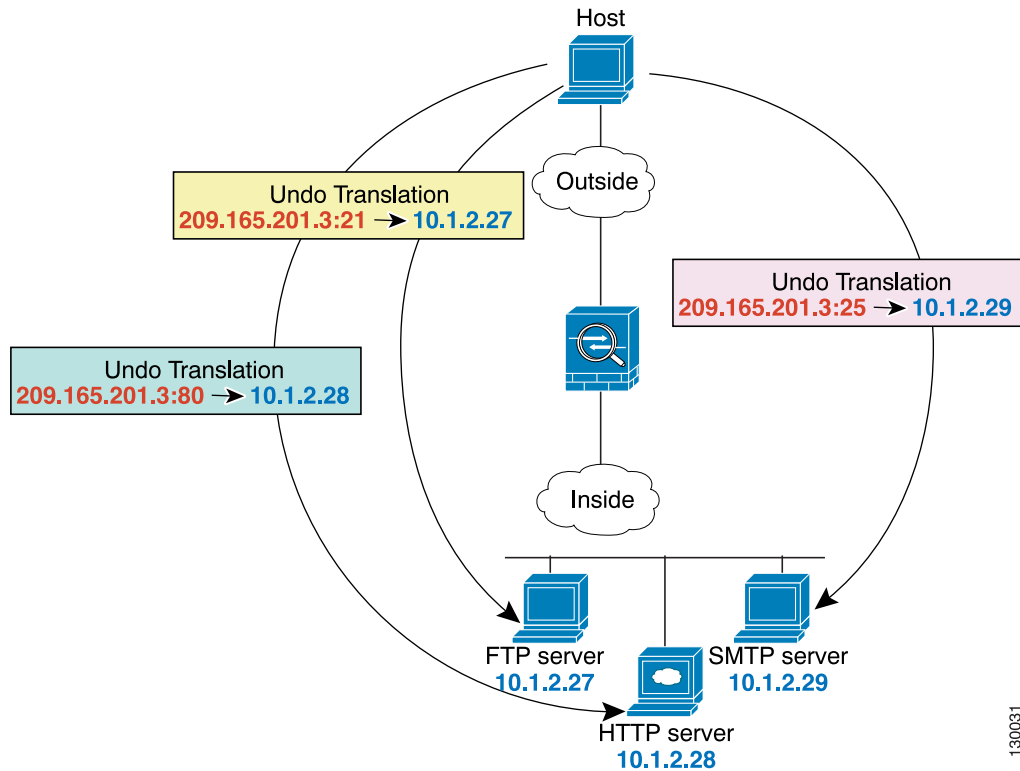 Host
Outside
Undo Translation
209.165.201.3:21 → 10.1.2.27
Undo Translation
209.165.201.3:25 → 10.1.2.29
Undo Translation
209.165.201.3:80 → 10.1.2.28
Inside
FTP server
10.1.2.27
SMTP server
10.1.2.29
HTTP server
10.1.2.28
130031